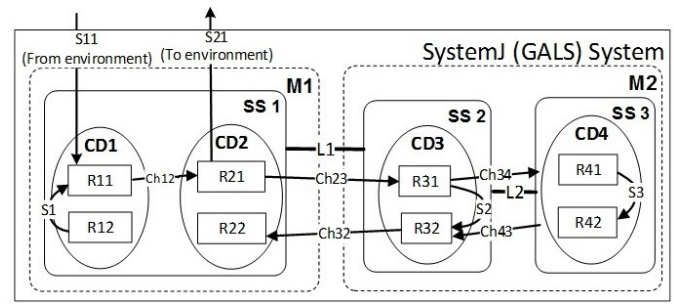 S11
(From environment)
S21
(To environment)
SystemJ (GALS) System
M1
M2
SS 1
SS 2
SS 3
CD1
CD2
CD3
CD4
L1
R11
Ch12
R21
Ch23
R31
Ch34
R41
L2
S1
S2
S3
R12
R22
Ch32
R32
Ch43
R42